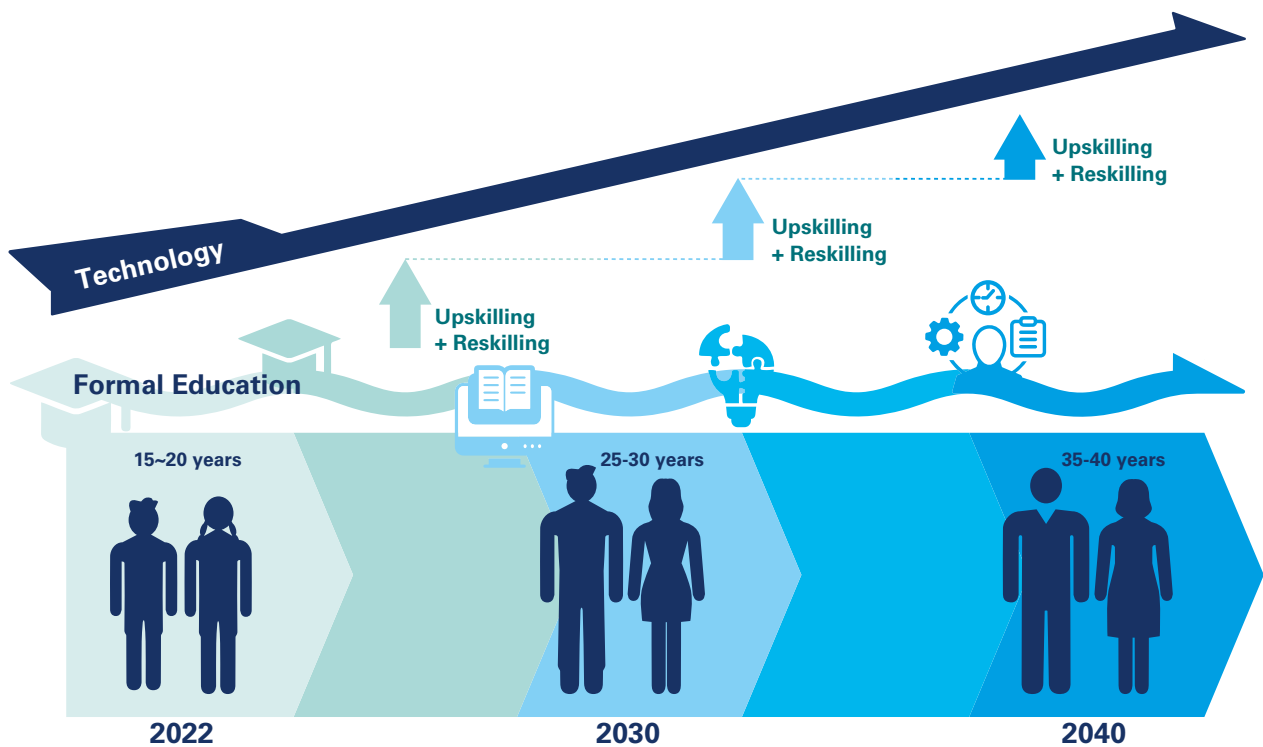 Technology
Upskilling
+ Reskilling
Upskilling
+ Reskilling
Upskilling
+ Reskilling
Formal Education
15~20 years
25-30 years
35-40 years
2022
2030
2040